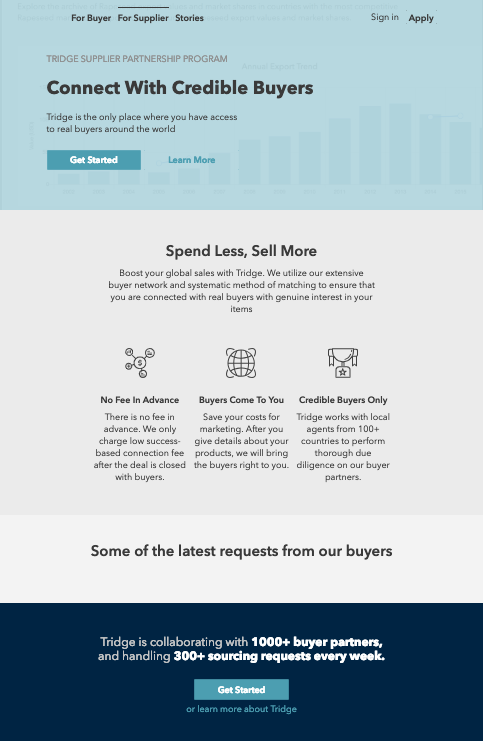 For Buyer For Supplier Stories Sign in Apply
TRIDGE SUPPLIER PARTNERSHIP PROGRAM
Connect With Credible Buyers
Tridge is the only place where you have access
to real buyers around the world
Get Started Learn More
Spend Less, Sell More
Boost your global sales with Tridge. We utilize our extensive
buyer network and systematic method of matching to ensure that
you are connected with real buyers with genuine interest in your
items
No Fee In Advance
There is no fee in
advance. We only
charge low success-
based connection fee
after the deal is closed
with buyers.
Buyers Come To You
Save your costs for
marketing. After you
give details about your
products, we will bring
the buyers right to you.
Credible Buyers Only
Tridge works with local
agents from 100+
countries to perform
thorough due
diligence on our buyer
partners.
Some of the latest requests from our buyers
Tridge is collaborating with 1000+ buyer partners,
and handling 300+ sourcing requests every week.
Get Started
or learn more about Tridge